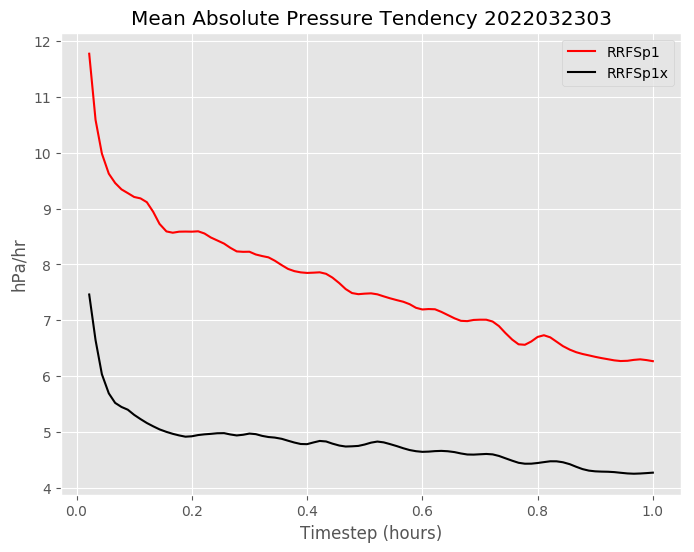 Mean Absolute Pressure Tendency 2022032303
RRFSp1
RRFSp1x
12
11
10
9
8
7
6
5
4
hPa/hr
0.0 0.2 0.4 0.6 0.8 1.0
Timestep (hours)